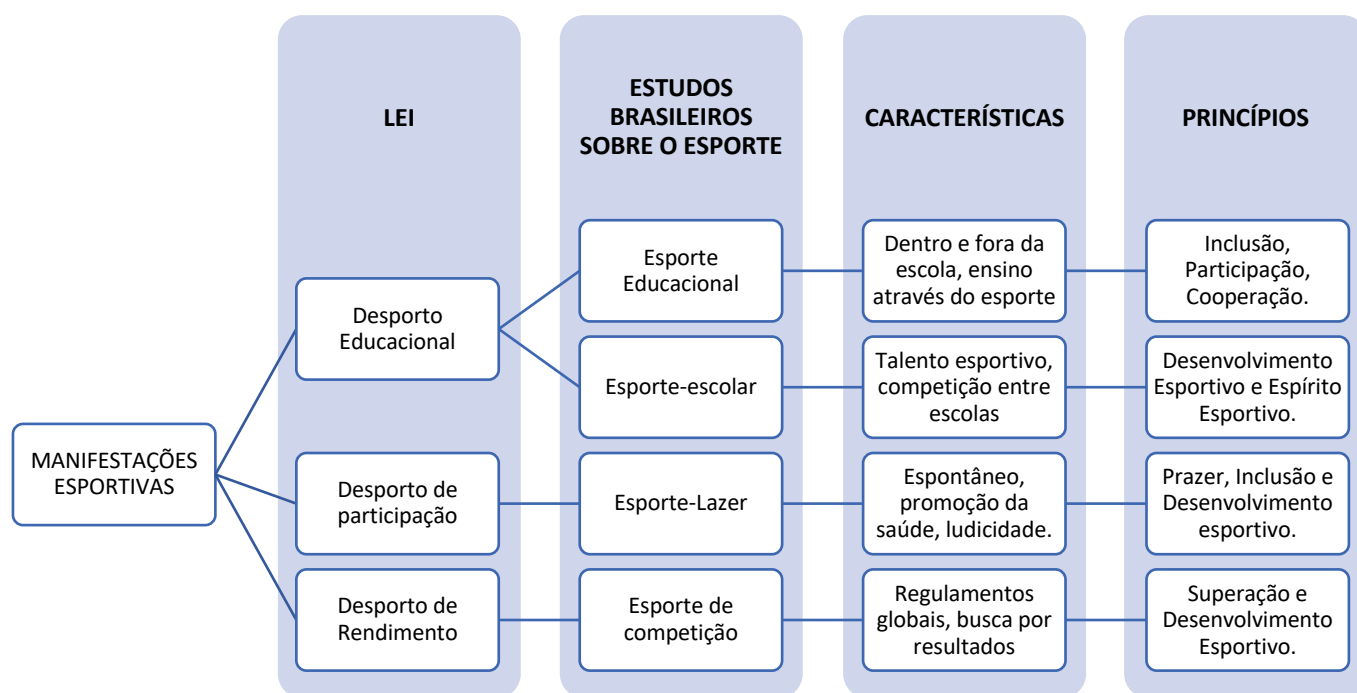 LEI
ESTUDOS
BRASILEIROS
SOBRE O ESPORTE
CARACTERÍSTÍCAS
PRINCÍPIOS
MANIFESTAÇÕES
ESPORTIVAS
Desporto
Educacional
Esporte
Educacional
Dentro e fora da
escola, ensino
através do esporte
Inclusão,
Participação,
Cooperação.
Esporte-escolar
Talento esportivo,
competição entre
escolas
Desenvolvimento
Esportivo e Espírito
Esportivo.
Desporto de
participação
Esporte-Lazer
Espontâneo,
promoção da
saúde, ludicidade.
Prazer, Inclusão e
Desenvolvimento
esportivo.
Desporto de
Rendimento
Esporte de
competição
Regulamentos
globais, busca por
resultados
Superação e
Desenvolvimento
Esportivo.